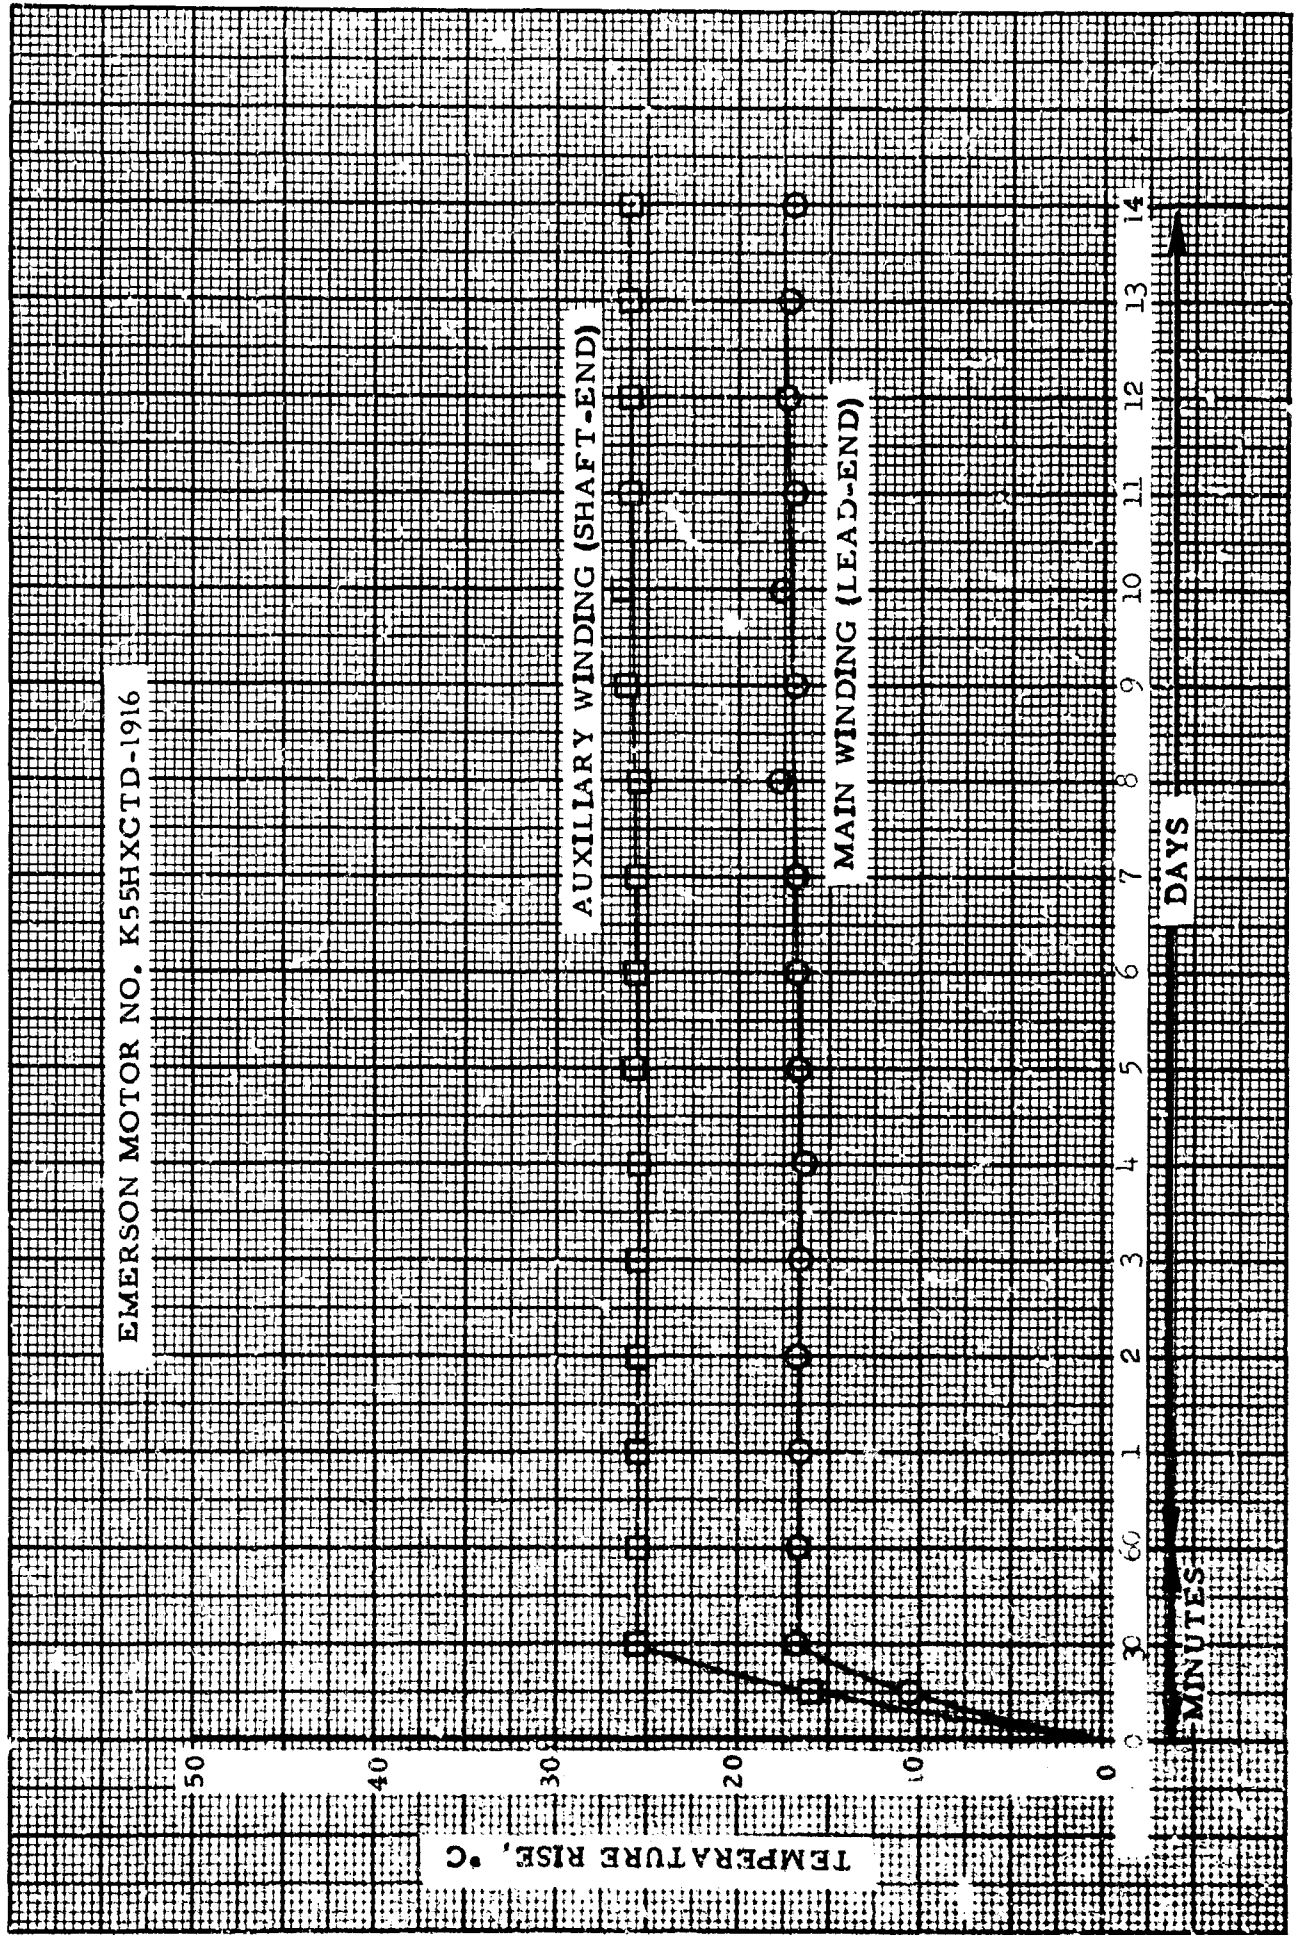 EMERSON MOTOR NO. K55HXCTD-1916
AUXILIARY WINDING (SHAFT-END)
MAIN WINDING (LEAD-END)
TEMPERATURE RISE, °C
50
40
30
20
10
0
0 30 60 1 2 3 4 5 6 7 8 9 10 11 12 13 14
MINUTES DAYS